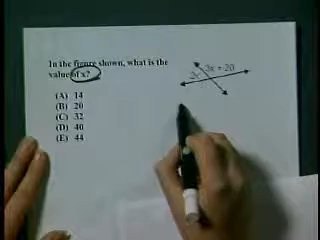 In the figure shown, what is the
value of x?
2x
3x + 20
(A) 14
(B) 20
(C) 32
(D) 40
(E) 44